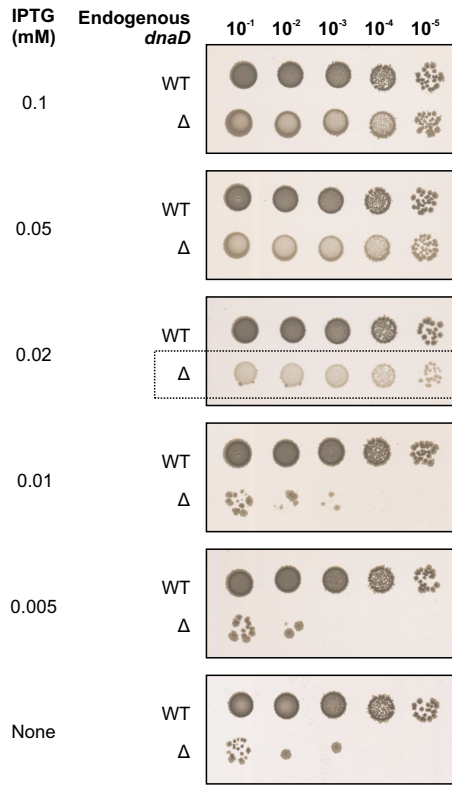 IPTG (mM) Endogenous dnaD 10⁻¹ 10⁻² 10⁻³ 10⁻⁴ 10⁻⁵
0.1
WT
Δ
0.05
WT
Δ
0.02
WT
Δ
0.01
WT
Δ
0.005
WT
Δ
None
WT
Δ